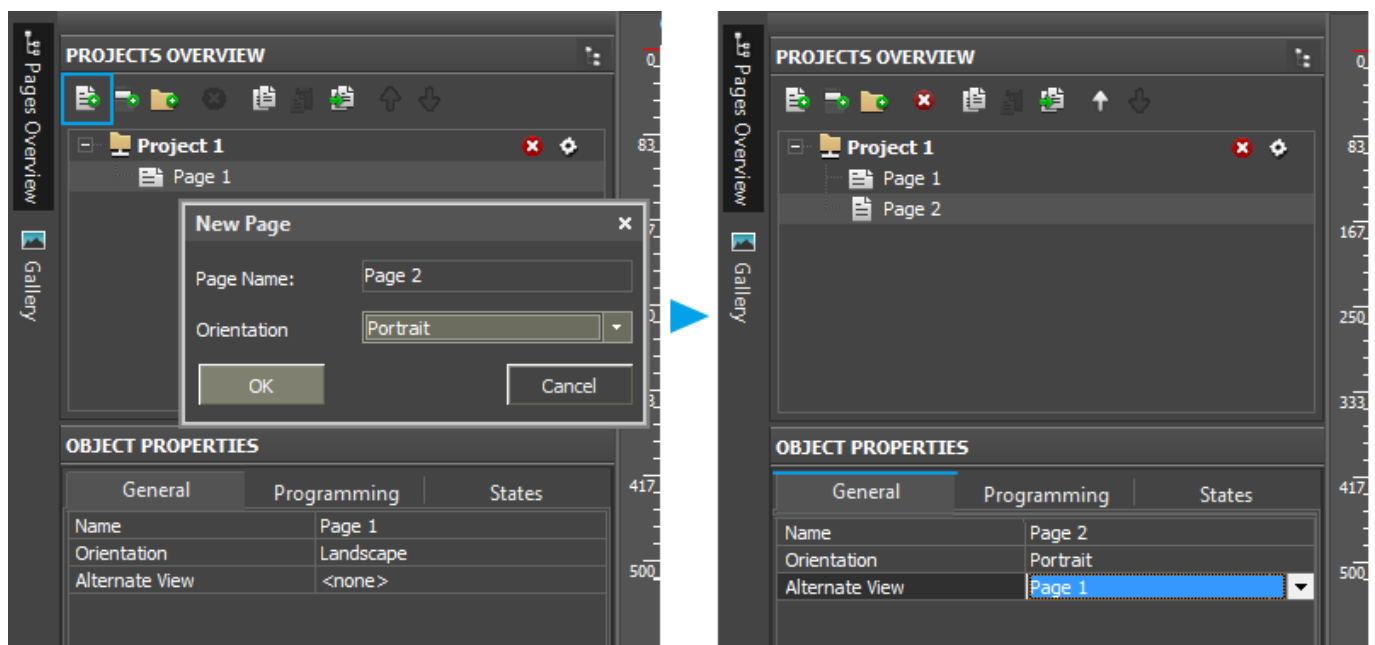 Pages Overview
Gallery
PROJECTS OVERVIEW
Project 1
Page 1
New Page
Page Name: Page 2
Orientation Portrait
OK Cancel
OBJECT PROPERTIES
General Programming States
Name Page 1
Orientation Landscape
Alternate View <none>
0
83
417
500
Pages Overview
Gallery
PROJECTS OVERVIEW
Project 1
Page 1
Page 2
OBJECT PROPERTIES
General Programming States
Name Page 2
Orientation Portrait
Alternate View Page 1
0
83
167
250
333
417
500